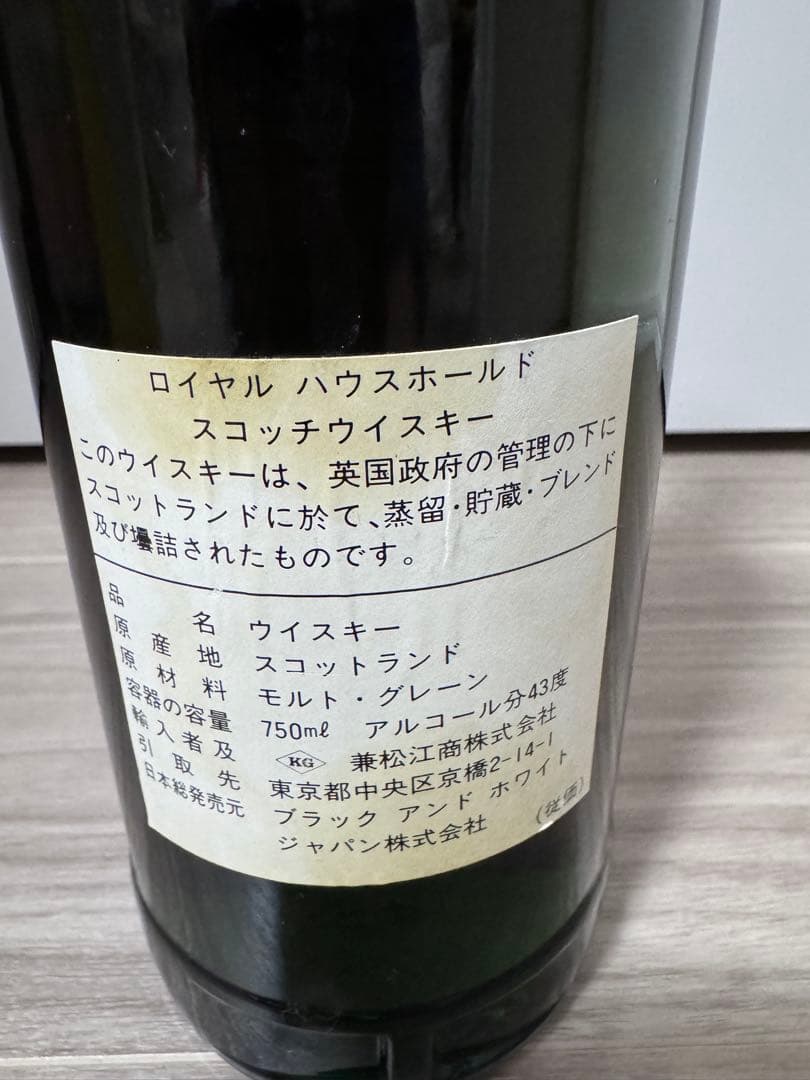 ロイヤル ハウスホールド
スコッチウイスキー
このウイスキーは、英国政府の管理の下に
スコットランドに於て、蒸留・貯蔵・ブレンド
及び壜詰されたものです。
品名 ウイスキー
原産地 スコットランド
原材料 モルト・グレーン
容器の容量 750mℓ アルコール分43度
輸入者及 KG 兼松江商株式会社
引取先 東京都中央区京橋2-14-1
日本総発売元 ブラック アンド ホワイト
ジャパン株式会社 (従価)